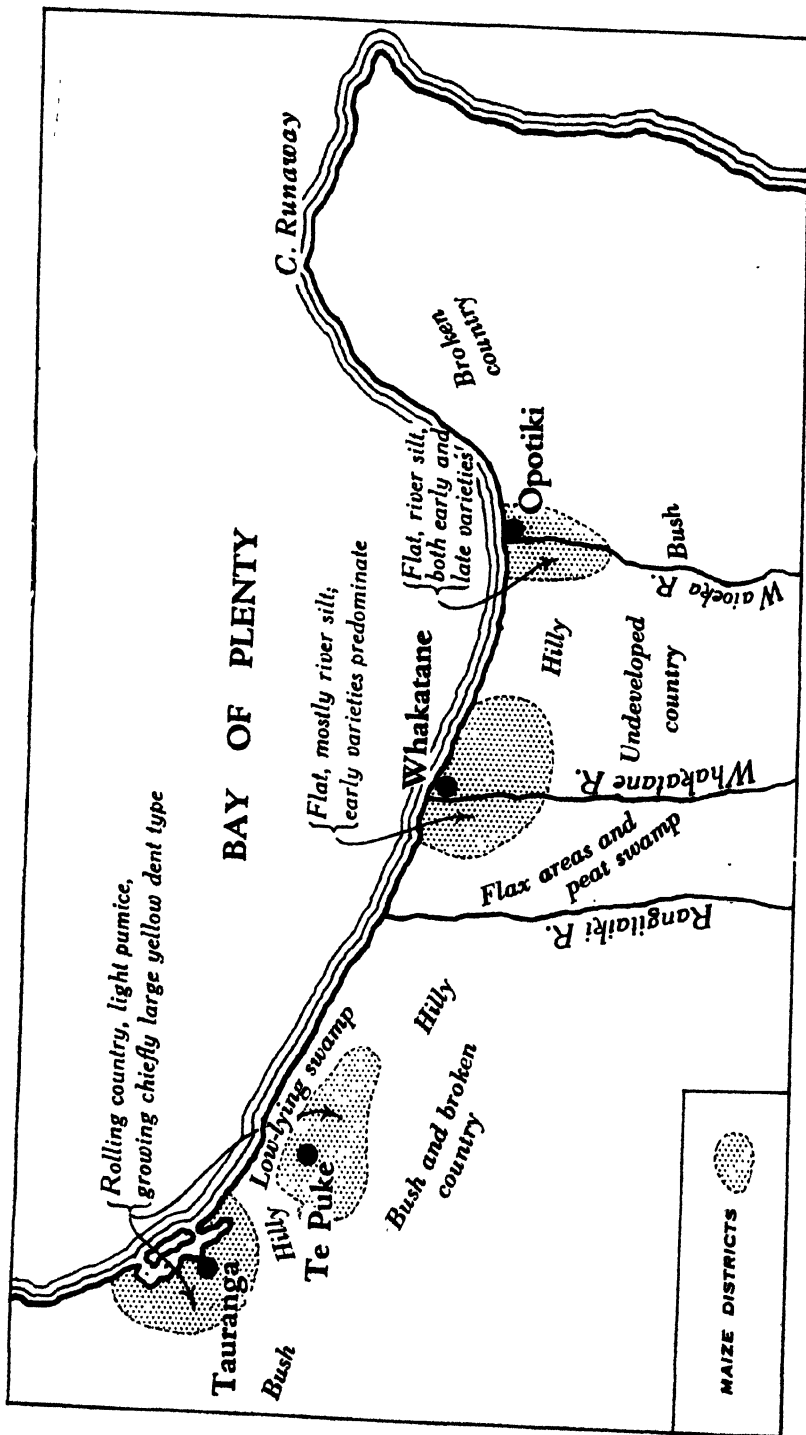 BAY OF PLENTY
C. Runaway
Rolling country, light pumice,
growing chiefly large yellow dent type
Flat, mostly river silt;
early varieties predominate
Flat, river silt,
both early and
late varieties
Broken
country
Tauranga
Bush
Hilly
Te Puke
Low-lying swamp
Hilly
Bush and broken
country
Whakatane
Flax areas and
peat swamp
Rangitaiki R.
Whakatane R.
Hilly
Undeveloped
country
Opotiki
Waioeka R.
Bush
MAIZE DISTRICTS